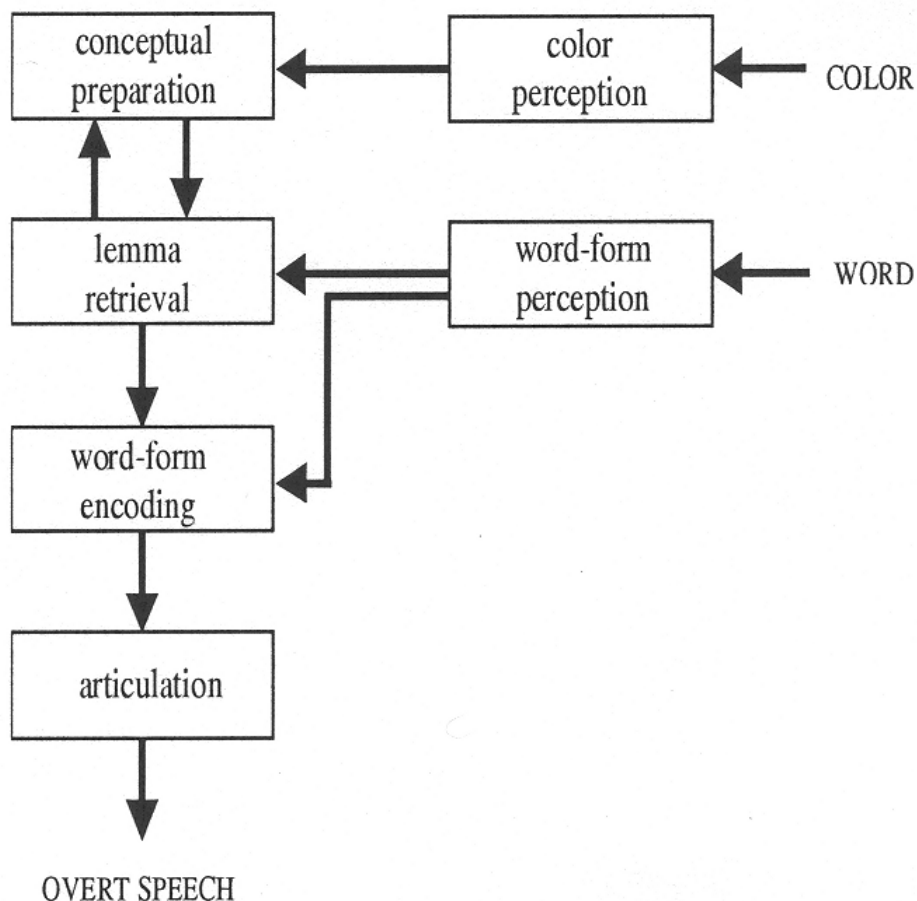 conceptual
preparation
color
perception
COLOR
lemma
retrieval
word-form
perception
WORD
word-form
encoding
articulation
OVERT SPEECH